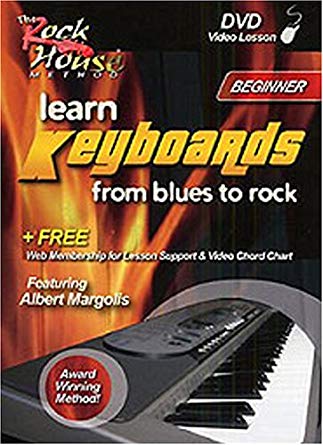 The
Rock
House
METHOD
DVD
Video Lesson
BEGINNER
learn
Keyboards
from blues to rock
+ FREE
Web Membership for Lesson Support & Video Chord Chart
Featuring
Albert Margolis
Award
Winning
Method!